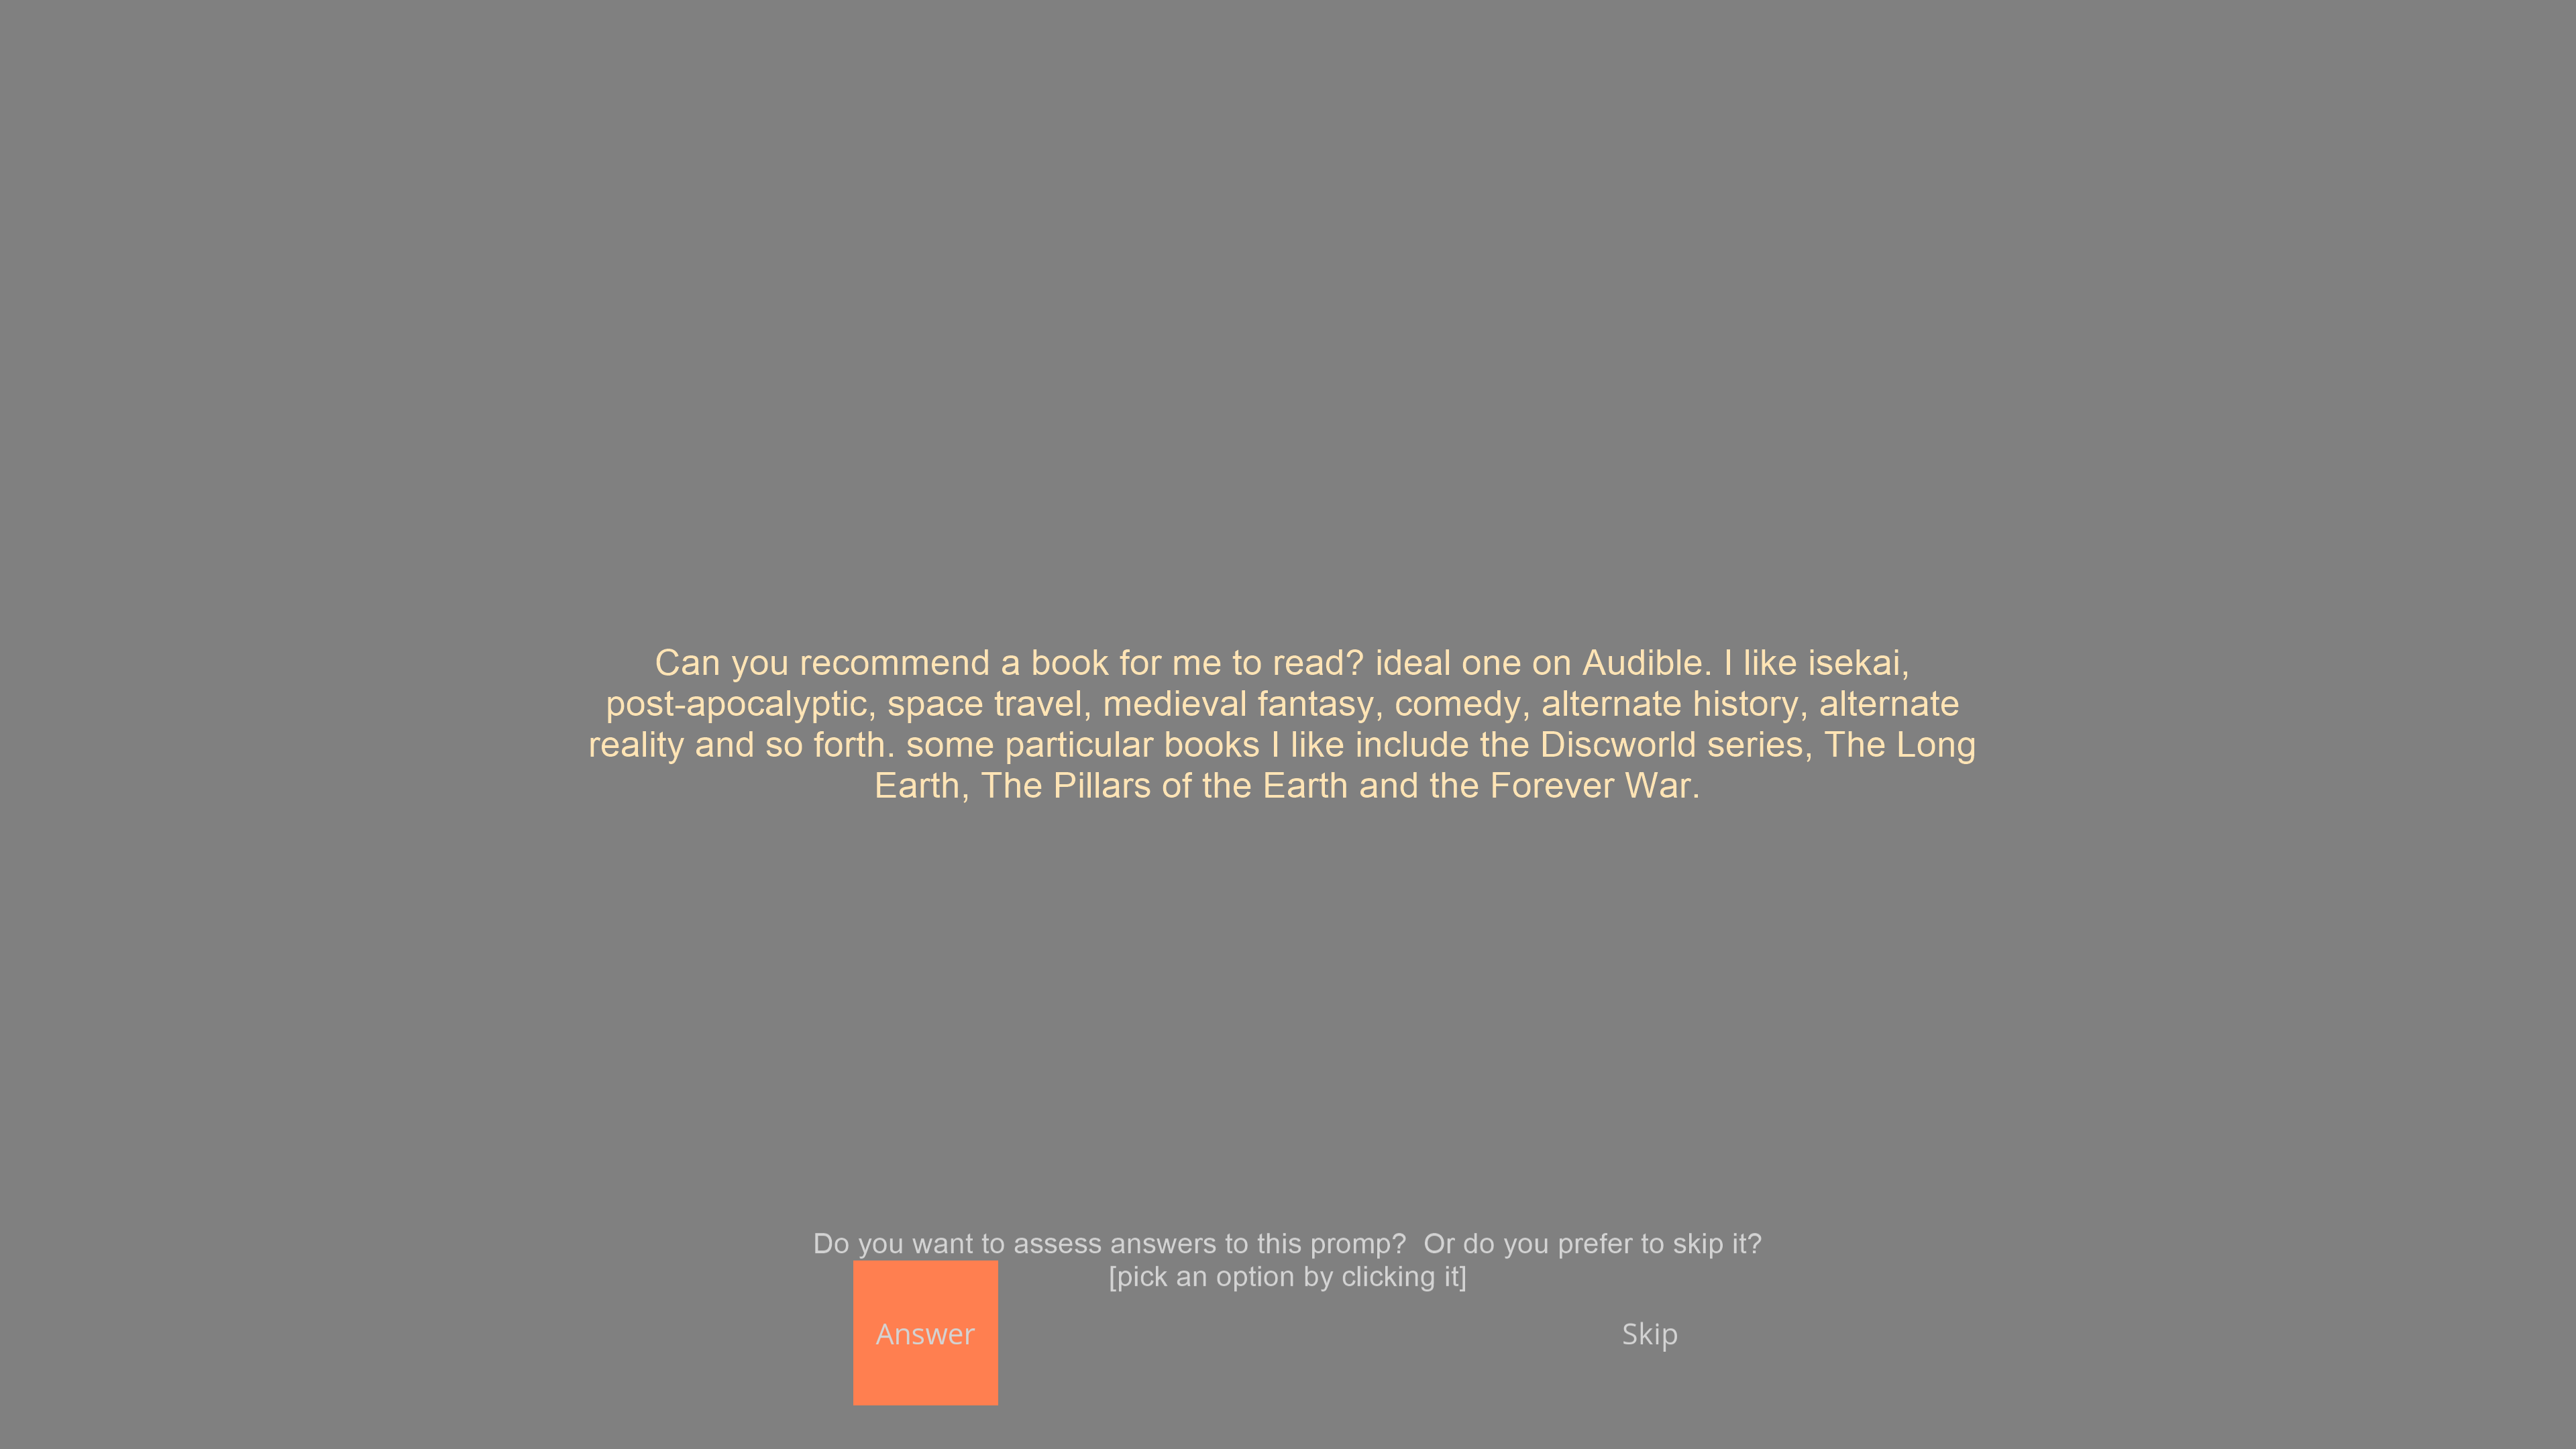 Can you recommend a book for me to read? ideal one on Audible. I like isekai,
post-apocalyptic, space travel, medieval fantasy, comedy, alternate history, alternate
reality and so forth. some particular books I like include the Discworld series, The Long
Earth, The Pillars of the Earth and the Forever War.
Do you want to assess answers to this promp?  Or do you prefer to skip it?
[pick an option by clicking it]
Answer
Skip